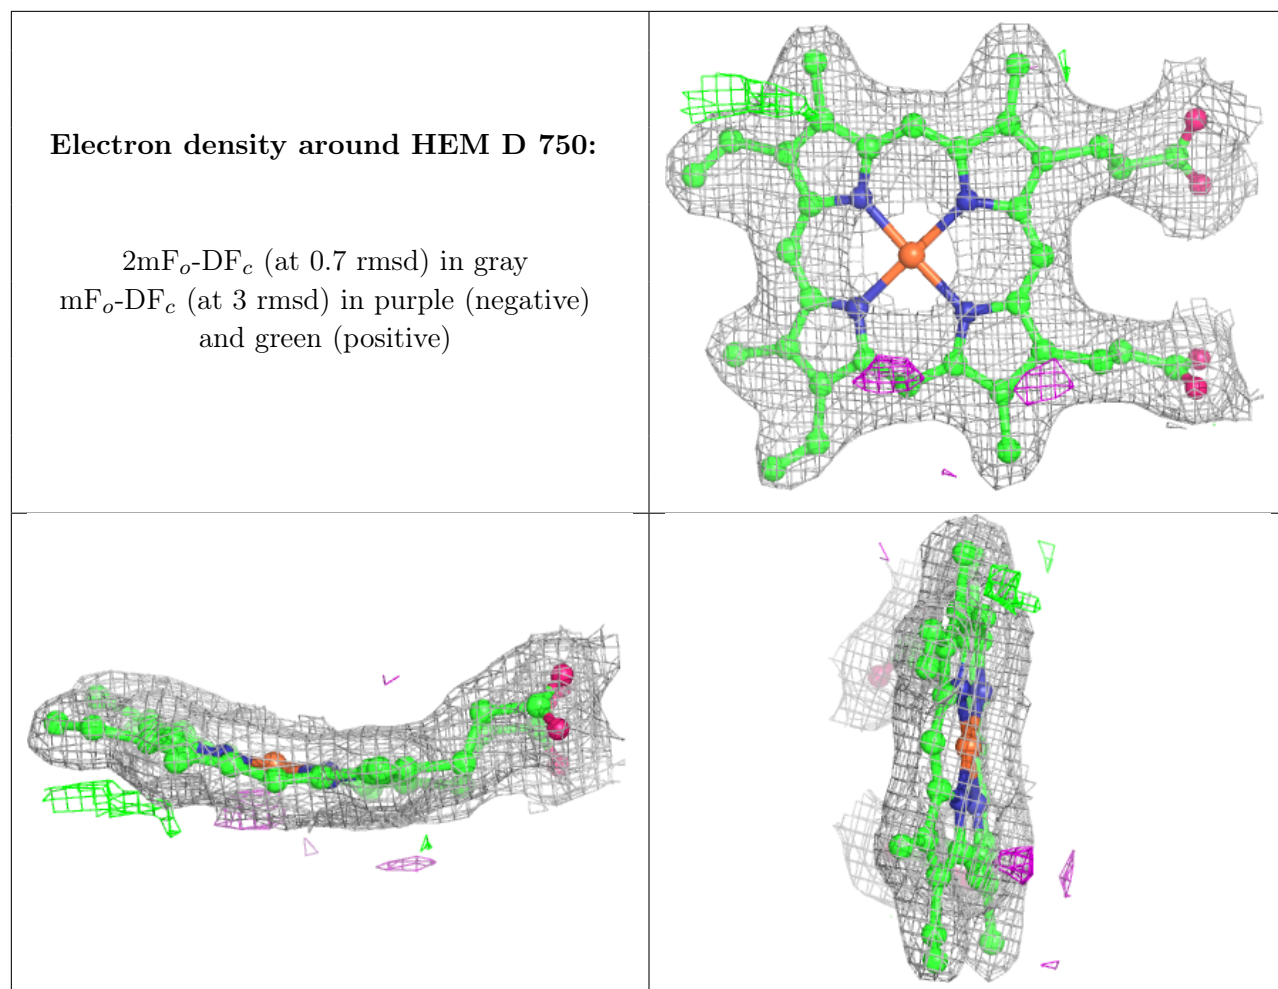 Electron density around HEM D 750:
2mFo-DFc (at 0.7 rmsd) in gray
mFo-DFc (at 3 rmsd) in purple (negative)
and green (positive)